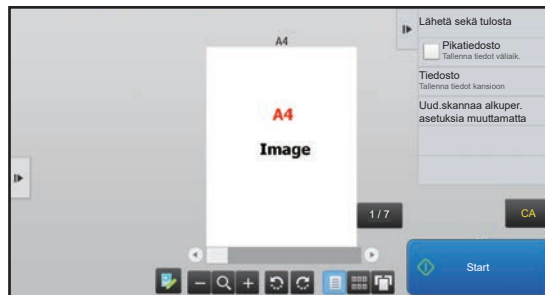 A4
A4
Image
1 / 7
Lähetä sekä tulosta
Pikatiedosto
Tallenna tiedot väliaik.
Tiedosto
Tallenna tiedot kansioon
Uud.skannaa alkuper.
asetuksia muuttamatta
CA
Start